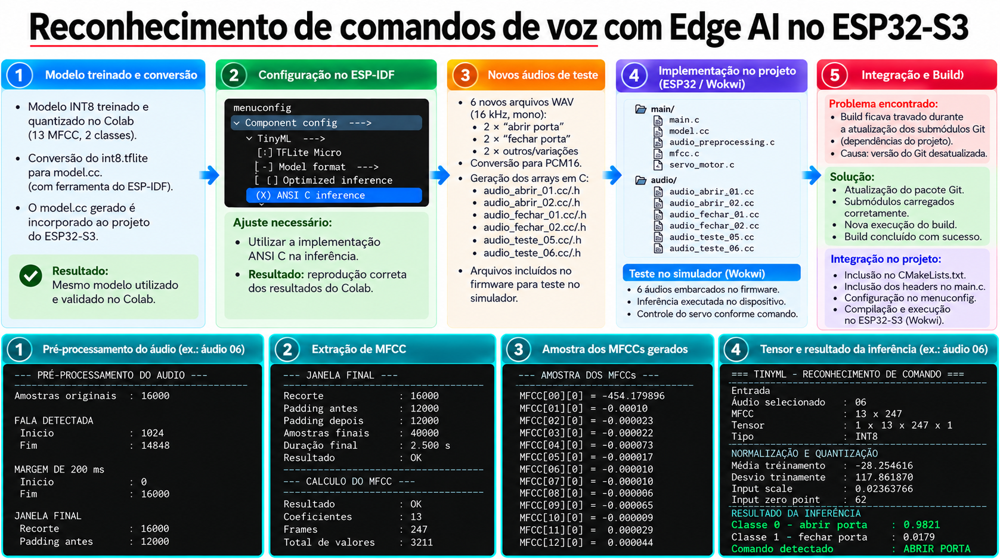 Reconhecimento de comandos de voz com Edge AI no ESP32-S3
1 Modelo treinado e conversão
• Modelo INT8 treinado e
quantizado no Colab
(13 MFCC, 2 classes).
• Conversão do int8.tflite
para model.cc.
(com ferramenta do ESP-IDF).
• O model.cc gerado é
incorporado ao projeto
do ESP32-S3.
Resultado:
Mesmo modelo utilizado
e validado no Colab.
2 Configuração no ESP-IDF
menuconfig
Component config --->
TinyML --->
[:] TFLite Micro
[-] Model format --->
[ [] Optimized inference
(X) ANSI C inference
Ajuste necessário:
• Utilizar a implementação
ANSI C na inferência.
• Resultado: reprodução correta
dos resultados do Colab.
3 Novos áudios de teste
• 6 novos arquivos WAV
(16 kHz, mono):
• 2 × “abrir porta”
• 2 × “fechar porta”
• 2 × outros/variações
• Conversão para PCM16.
• Geração dos arrays em C:
• audio_abrir_01.cc/.h
• audio_abrir_02.cc/.h
• audio_fechar_01.cc/.h
• audio_fechar_02.cc/.h
• audio_teste_05.cc/.h
• audio_teste_06.cc/.h
• Arquivos incluídos no
firmware para teste no
simulador.
4 Implementação no projeto
(ESP32 / Wokwi)
main/
main.c
model.cc
audio_preprocessing.c
mfcc.c
servo_motor.c
audio/
audio_abrir_01.cc
audio_abrir_02.cc
audio_fechar_01.cc
audio_fechar_02.cc
audio_teste_05.cc
audio_teste_06.cc
Teste no simulador (Wokwi)
• 6 áudios embarcados no firmware.
• Inferência executada no dispositivo.
• Controle do servo conforme comando.
5 Integração e Build)
Problema encontrado:
• Build ficava travado durante
a atualização dos submódulos Git
• (dependências do projeto).
• Causa: versão do Git desatualizada.
Solução:
• Atualização do pacote Git.
• Submódulos carregados
corretamente.
• Nova execução do build.
• Build concluído com sucesso.
Integração no projeto:
• Inclusão no CMakeLists.txt.
• Inclusão dos headers no main.c.
• Configuração no menuconfig.
• Compilação e execução
no ESP32-S3 (Wokwi).
1 Pré-processamento do áudio (ex.: áudio 06)
--- PRÉ-PROCESSAMENTO DO AUDIO ---
Amostras originais : 16000
FALA DETECTADA
Inicio : 1024
Fim : 14848
MARGEM DE 200 ms
Inicio : 0
Fim : 16000
JANELA FINAL
Recorte : 16000
Padding antes : 12000
2 Extração de MFCC
--- JANELA FINAL ---
Recorte : 16000
Padding antes : 12000
Padding depois : 12000
Amostras finais : 40000
Duração final : 2.500 s
Resultado : OK
--- CALCULO DO MFCC ---
Resultado : OK
Coeficientes : 13
Frames : 247
Total de valores : 3211
3 Amostra dos MFCCs gerados
--- AMOSTRA DOS MFCCs ---
MFCC[00][0] = -454.179896
MFCC[01][0] = -0.00010
MFCC[02][0] = -0.000023
MFCC[03][0] = -0.000022
MFCC[04][0] = -0.000073
MFCC[05][0] = -0.000017
MFCC[06][0] = -0.000010
MFCC[07][0] = -0.000010
MFCC[08][0] = -0.000006
MFCC[09][0] = -0.000065
MFCC[10][0] = -0.000009
MFCC[11][0] = 0.000029
MFCC[12][0] = 0.000044
4 Tensor e resultado da inferência (ex.: áudio 06)
=== TINYML - RECONHECIMENTO DE COMANDO ===
Entrada
Áudio selecionado : 06
MFCC : 13 x 247
Tensor : 1 x 13 x 247 x 1
Tipo : INT8
NORMALIZAÇÃO E QUANTIZAÇÃO
Média tréinamento : -28.254616
Desvio trinamente : 117.861870
Input scale : 0.02363766
Input zero point : 62
RESULTADO DA INFERÊNCIA
Classe 0 - abrir porta : 0.9821
Classe 1 - fechar porta : 0.0179
Comando detectado : ABRIR PORTA